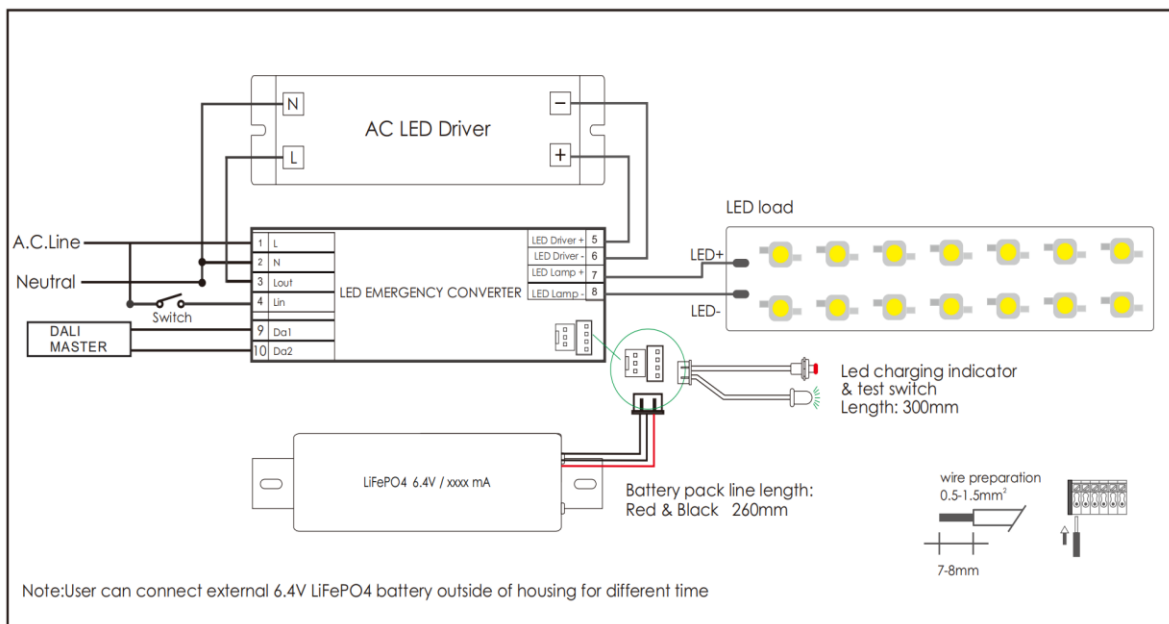 N
AC LED Driver
−
L
+
LED load
A.C.Line
1 L
LED Driver + 5
2 N
LED Driver - 6
LED+
Neutral
3 Lout
LED EMERGENCY CONVERTER
LED Lamp + 7
4 Lin
LED Lamp - 8
LED-
Switch
DALI
MASTER
9 Da1
10 Da2
Led charging indicator
& test switch
Length: 300mm
LiFePO4 6.4V / xxxx mA
Battery pack line length:
Red & Black 260mm
wire preparation
0.5-1.5mm²
7-8mm
Note:User can connect external 6.4V LiFePO4 battery outside of housing for different time